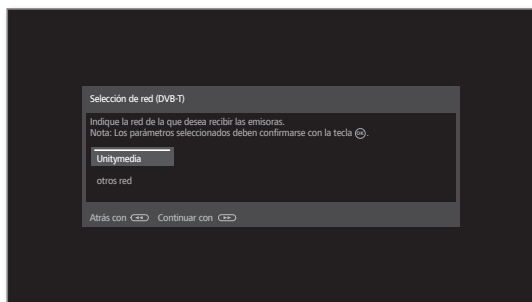 Selección de red (DVB-T)
Indique la red de la que desea recibir las emisoras.
Nota: Los parámetros seleccionados deben confirmarse con la tecla OK.
Unitymedia
otros red
Atrás con Continuar con